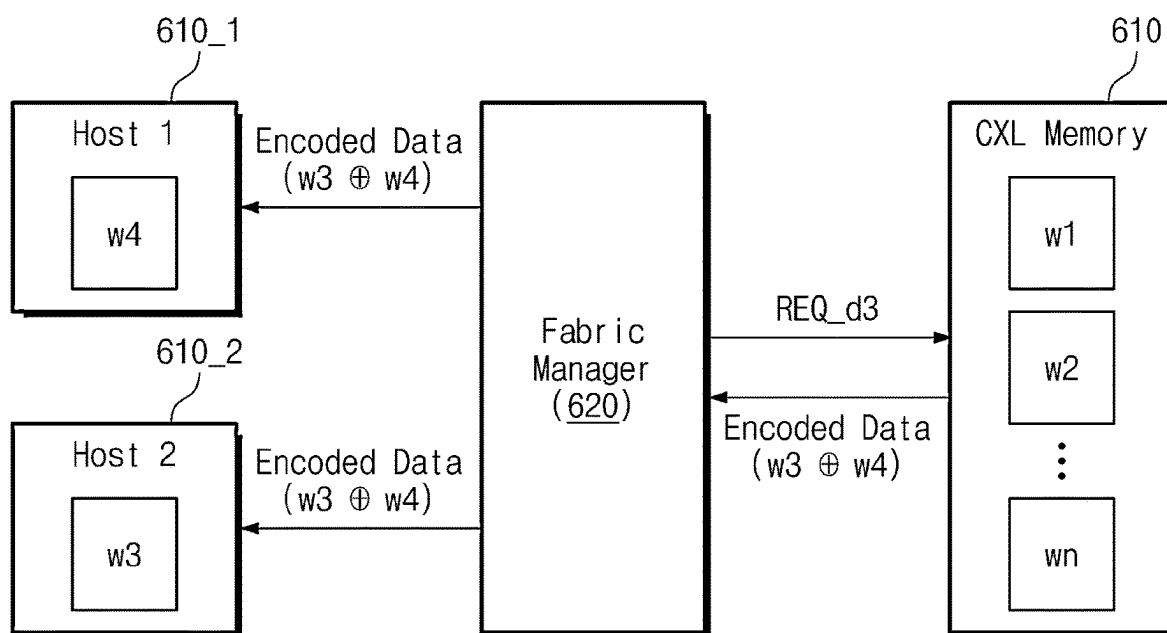 610_1
Host 1
w4
Encoded Data
(w3 ⊕ w4)
610_2
Host 2
w3
Encoded Data
(w3 ⊕ w4)
Fabric
Manager
(620)
REQ_d3
Encoded Data
(w3 ⊕ w4)
610
CXL Memory
w1
w2
⋮
wn